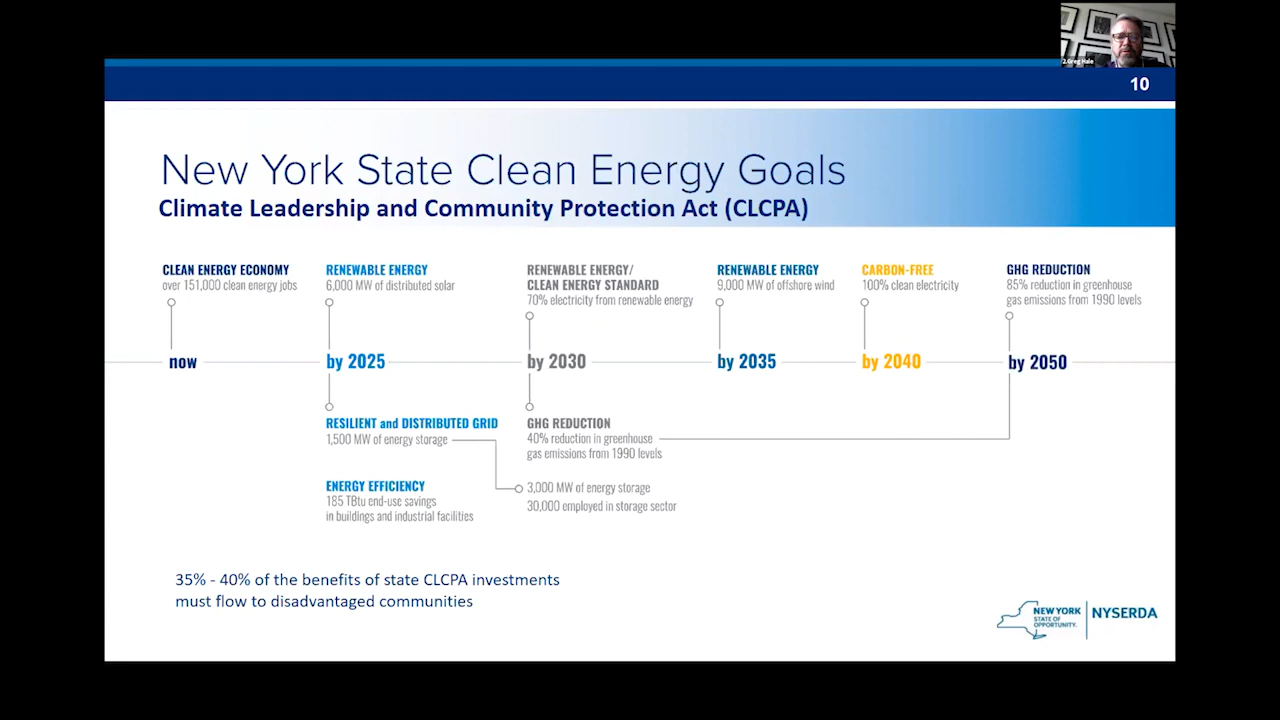 2.Greg Hale
10
New York State Clean Energy Goals
Climate Leadership and Community Protection Act (CLCPA)
CLEAN ENERGY ECONOMY
over 151,000 clean energy jobs
RENEWABLE ENERGY
6,000 MW of distributed solar
RENEWABLE ENERGY/
CLEAN ENERGY STANDARD
70% electricity from renewable energy
RENEWABLE ENERGY
9,000 MW of offshore wind
CARBON-FREE
100% clean electricity
GHG REDUCTION
85% reduction in greenhouse
gas emissions from 1990 levels
now
by 2025
by 2030
by 2035
by 2040
by 2050
RESILIENT and DISTRIBUTED GRID
1,500 MW of energy storage
ENERGY EFFICIENCY
185 TBtu end-use savings
in buildings and industrial facilities
GHG REDUCTION
40% reduction in greenhouse
gas emissions from 1990 levels
3,000 MW of energy storage
30,000 employed in storage sector
35% - 40% of the benefits of state CLCPA investments
must flow to disadvantaged communities
NEW YORK
STATE OF
OPPORTUNITY.
NYSERDA